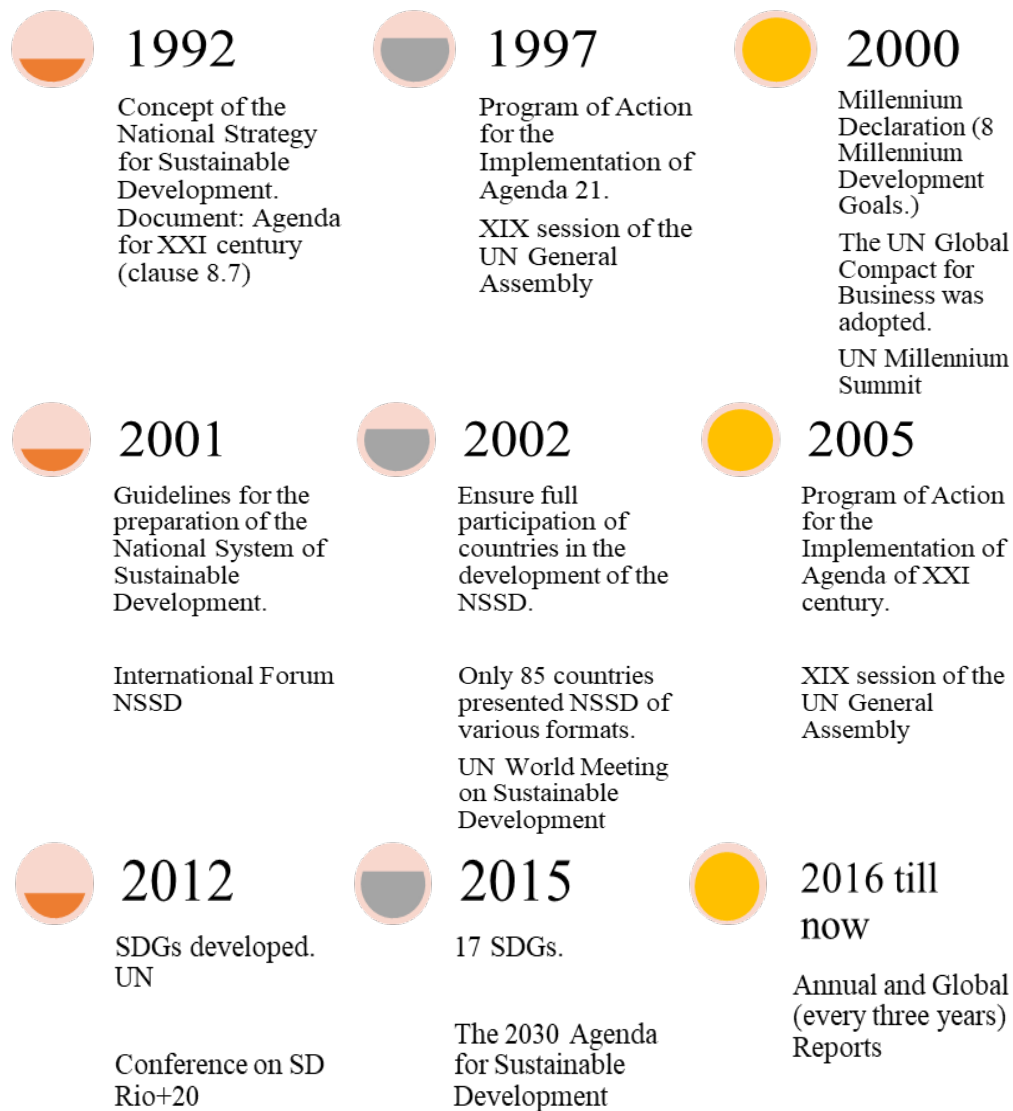 1992
Concept of the
National Strategy
for Sustainable
Development.
Document: Agenda
for XXI century
(clause 8.7)
1997
Program of Action
for the
Implementation of
Agenda 21.
XIX session of the
UN General
Assembly
2000
Millennium
Declaration (8
Millennium
Development
Goals.)
The UN Global
Compact for
Business was
adopted.
UN Millennium
Summit
2001
Guidelines for the
preparation of the
National System of
Sustainable
Development.
International Forum
NSSD
2002
Ensure full
participation of
countries in the
development of the
NSSD.
Only 85 countries
presented NSSD of
various formats.
UN World Meeting
on Sustainable
Development
2005
Program of Action
for the
Implementation of
Agenda of XXI
century.
XIX session of the
UN General
Assembly
2012
SDGs developed.
UN
Conference on SD
Rio+20
2015
17 SDGs.
The 2030 Agenda
for Sustainable
Development
2016 till
now
Annual and Global
(every three years)
Reports